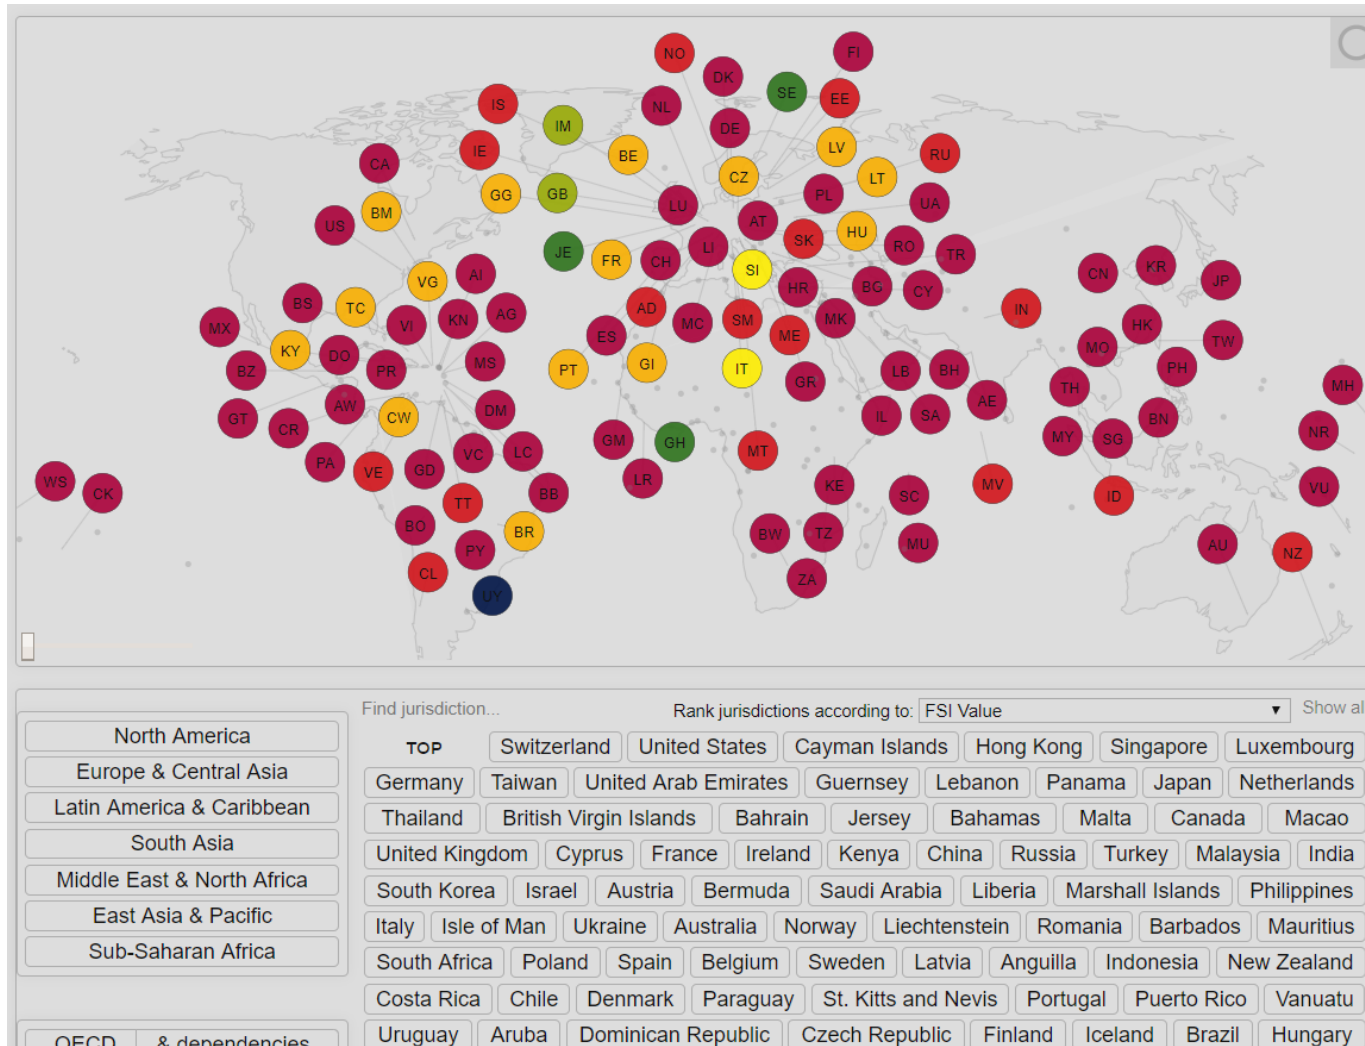 NO
FI
DK
SE
EE
IS
NL
IM
DE
LV
IE
BE
RU
CA
CZ
LT
GG
GB
PL
UA
BM
LU
AT
US
SK
HU
RO
JE
FR
CH
LI
TR
SI
CN
KR
JP
VG
AI
HR
BG
CY
BS
TC
AD
IN
MX
VI
KN
AG
ES
MC
SM
ME
MK
HK
KY
DO
MO
TW
BZ
PR
MS
PT
GI
IT
GR
LB
BH
PH
TH
MH
GT
AW
CW
DM
IL
SA
AE
BN
CR
GM
GH
MY
SG
NR
PA
VE
GD
VC
LC
MT
WS
CK
TT
BB
LR
KE
SC
MV
ID
VU
BO
PY
BR
BW
TZ
MU
AU
NZ
CL
UY
ZA
North America
Europe & Central Asia
Latin America & Caribbean
South Asia
Middle East & North Africa
East Asia & Pacific
Sub-Saharan Africa
OECD & dependencies
Find jurisdiction... Rank jurisdictions according to: FSI Value Show all
TOP Switzerland United States Cayman Islands Hong Kong Singapore Luxembourg
Germany Taiwan United Arab Emirates Guernsey Lebanon Panama Japan Netherlands
Thailand British Virgin Islands Bahrain Jersey Bahamas Malta Canada Macao
United Kingdom Cyprus France Ireland Kenya China Russia Turkey Malaysia India
South Korea Israel Austria Bermuda Saudi Arabia Liberia Marshall Islands Philippines
Italy Isle of Man Ukraine Australia Norway Liechtenstein Romania Barbados Mauritius
South Africa Poland Spain Belgium Sweden Latvia Anguilla Indonesia New Zealand
Costa Rica Chile Denmark Paraguay St. Kitts and Nevis Portugal Puerto Rico Vanuatu
Uruguay Aruba Dominican Republic Czech Republic Finland Iceland Brazil Hungary